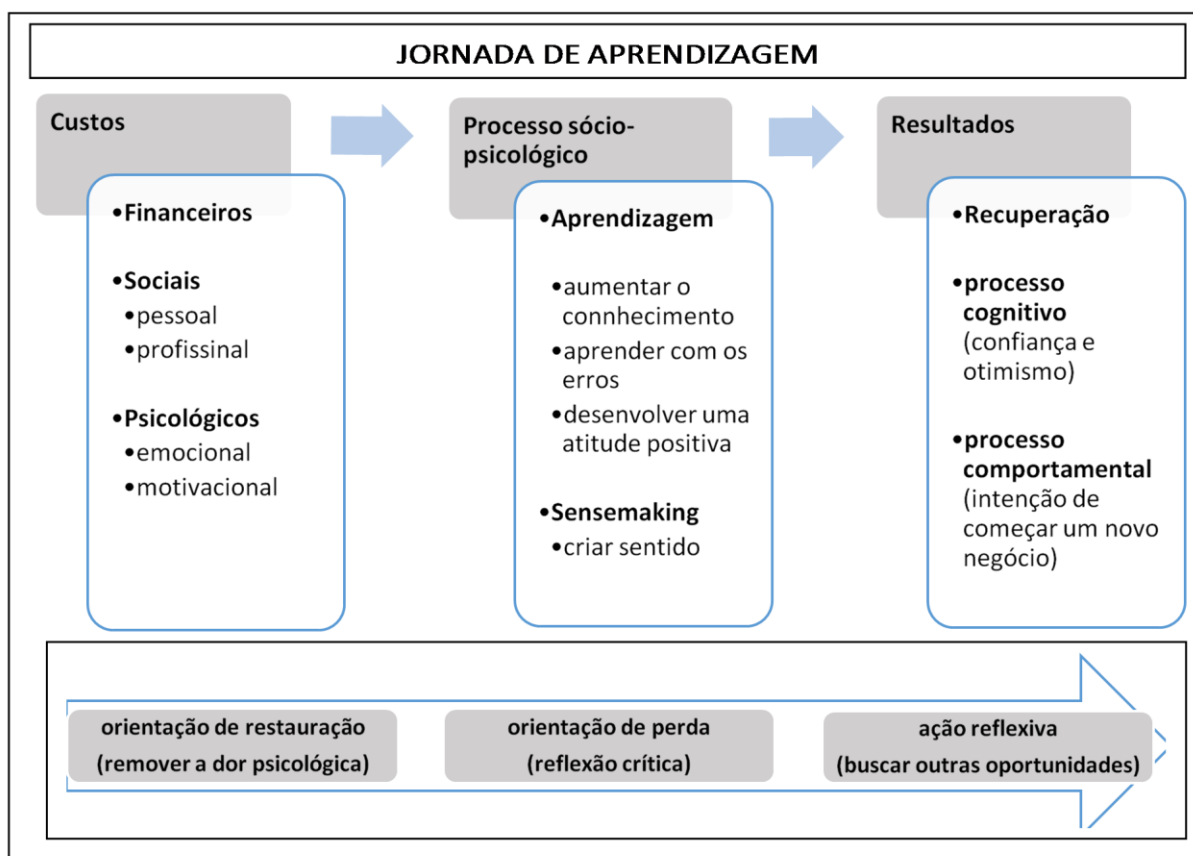 JORNADA DE APRENDIZAGEM
Custos
•Financeiros
•Sociais
•pessoal
•profissinal
•Psicológicos
•emocional
•motivacional
Processo sócio-
psicológico
•Aprendizagem
•aumentar o
connhecimento
•aprender com os
erros
•desenvolver uma
atitude positiva
•Sensemaking
•criar sentido
Resultados
•Recuperação
•processo
cognitivo
(confiança e
otimismo)
•processo
comportamental
(intenção de
começar um novo
negócio)
orientação de restauração
(remover a dor psicológica)
orientação de perda
(reflexão crítica)
ação reflexiva
(buscar outras oportunidades)